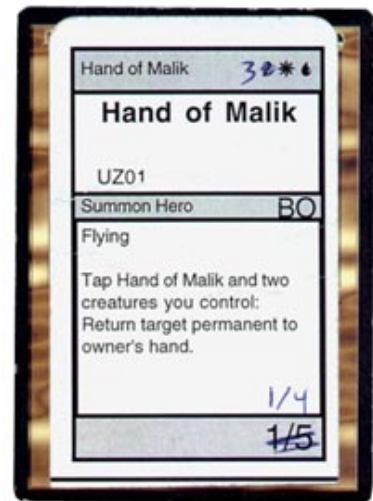 Hand of Malik 3 2
Hand of Malik
UZ01
Summon Hero BO
Flying
Tap Hand of Malik and two
creatures you control:
Return target permanent to
owner's hand.
1/4
1/5